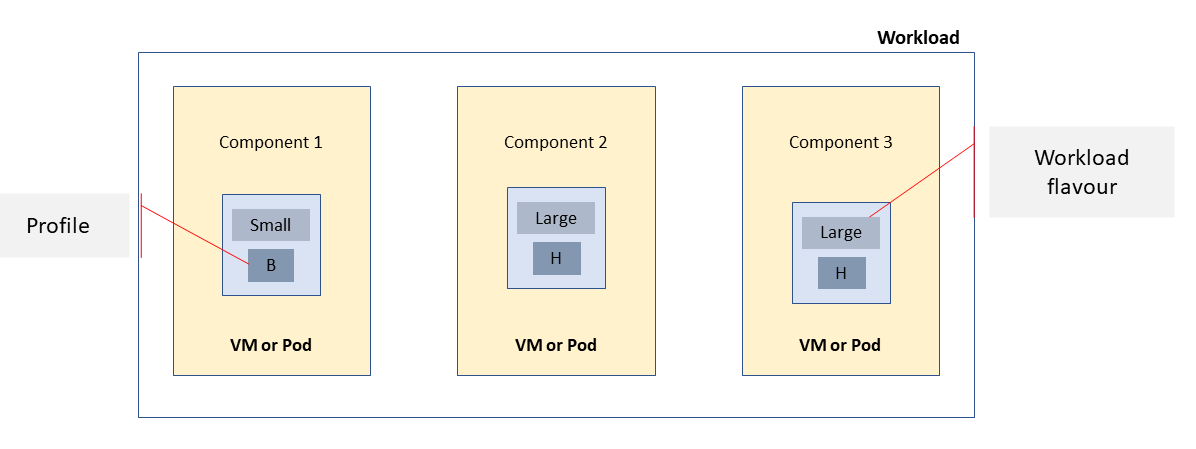 Workload
Component 1
Component 2
Component 3
Workload
flavour
Profile
Small
B
Large
H
Large
H
VM or Pod
VM or Pod
VM or Pod